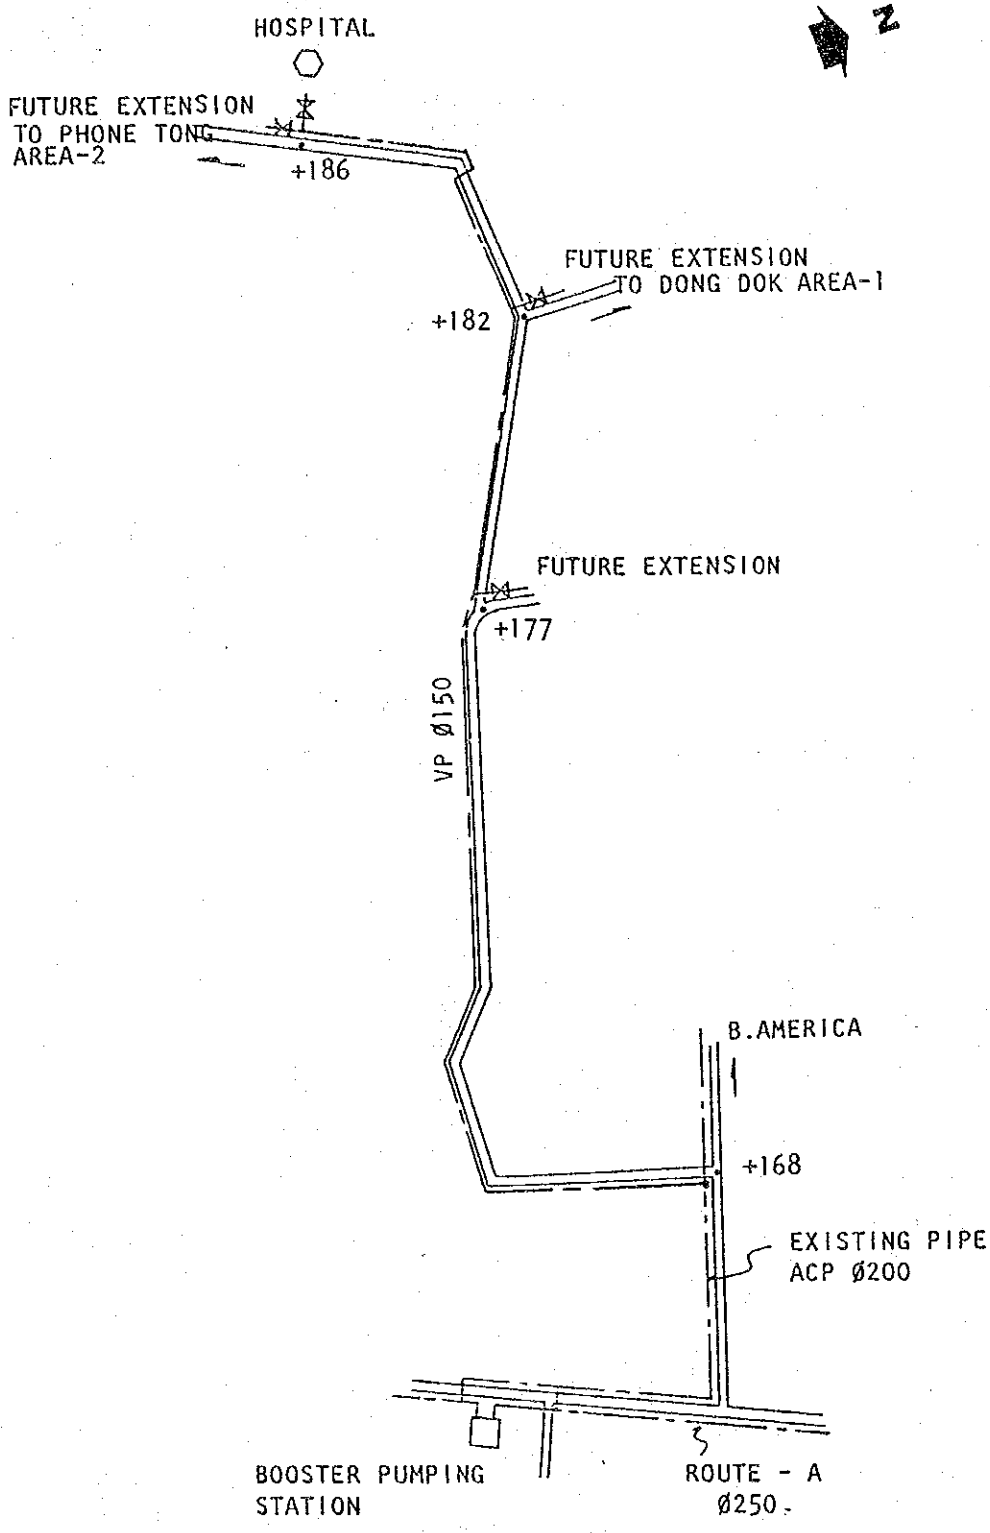 HOSPITAL
N
FUTURE EXTENSION
TO PHONE TONG
AREA-2
+186
FUTURE EXTENSION
TO DONG DOK AREA-1
+182
FUTURE EXTENSION
+177
VP Ø150
B.AMERICA
+168
EXISTING PIPE
ACP Ø200
BOOSTER PUMPING
STATION
ROUTE - A
Ø250.